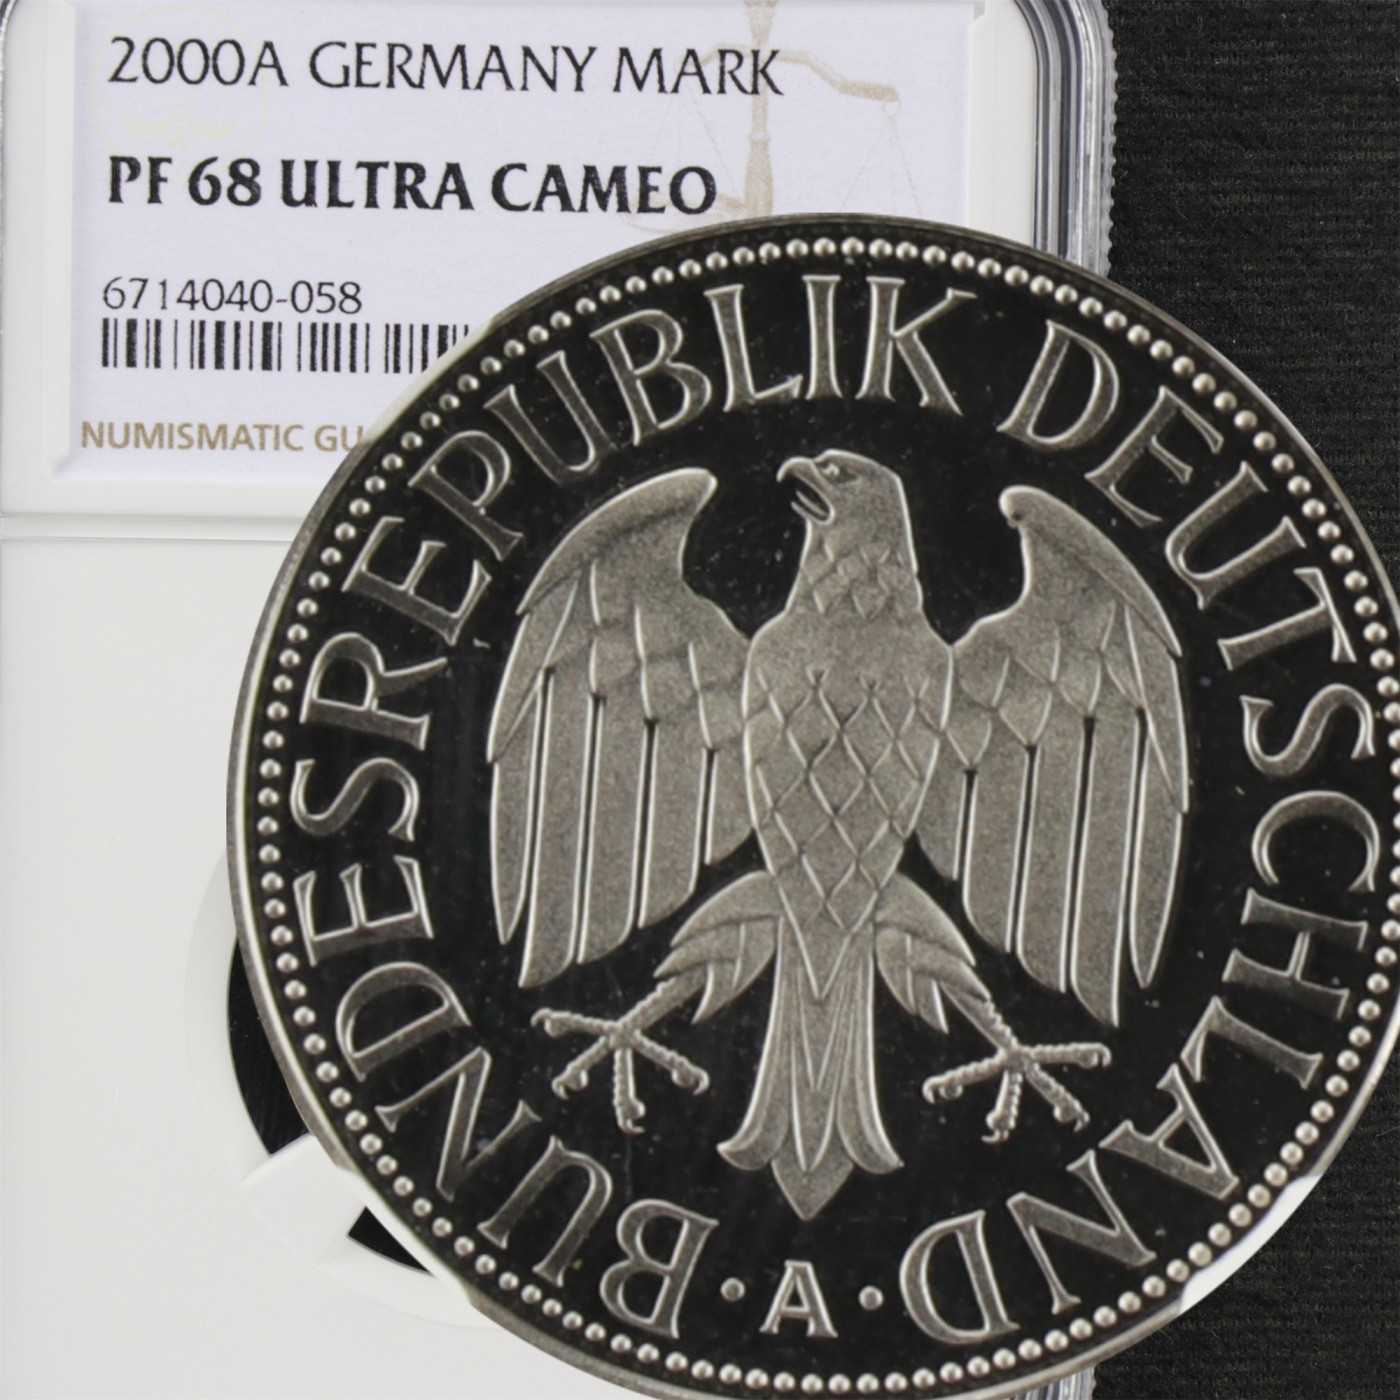 2000A GERMANY MARK
PF 68 ULTRA CAMEO
6714040-058
NUMISMATIC GU
BUNDESREPUBLIK DEUTSCHLAND
· A ·